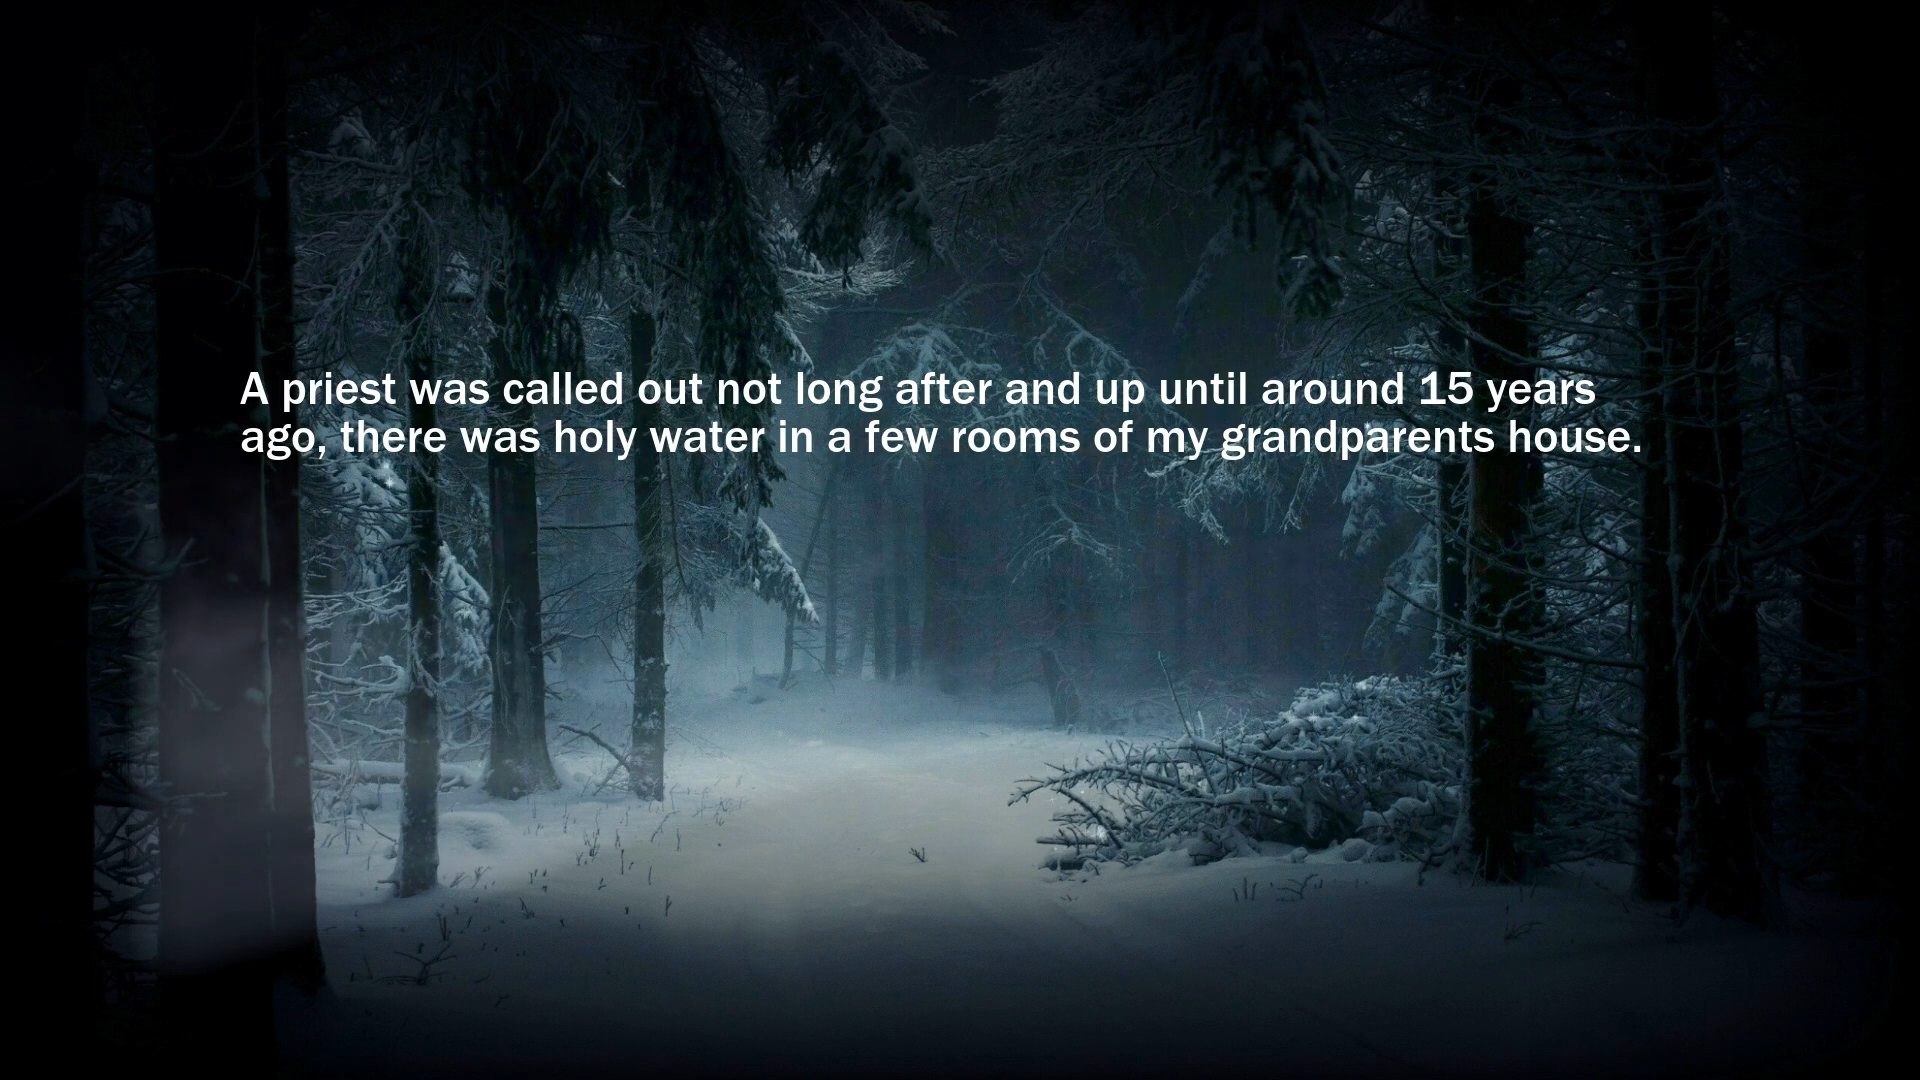 A priest was called out not long after and up until around 15 years
ago, there was holy water in a few rooms of my grandparents house.